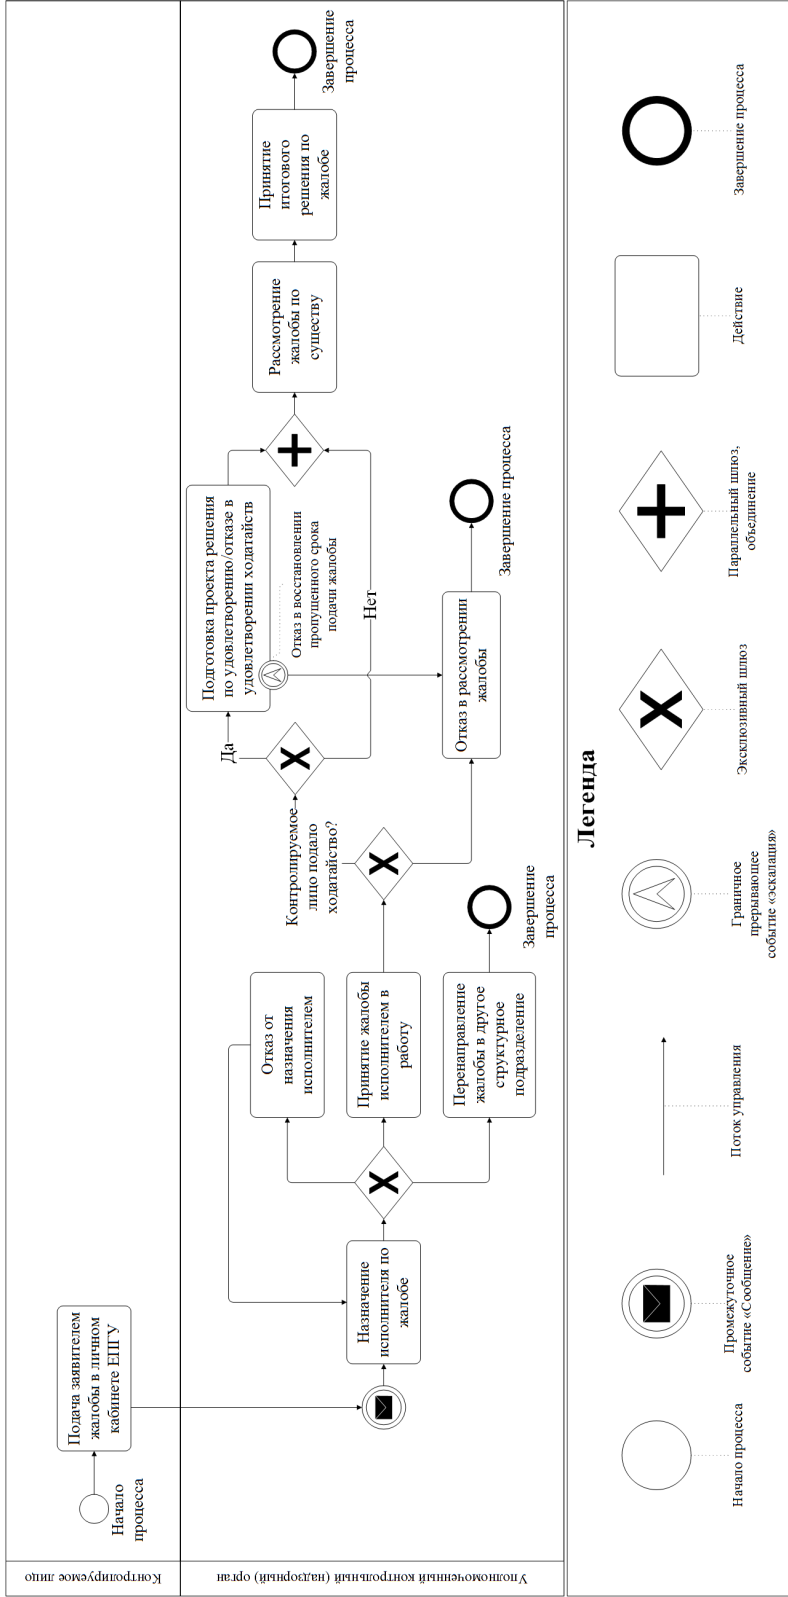 Контролируемое лицо
Начало
процесса
Подача заявителем
жалобы в личном
кабинете ЕПГУ
Уполномоченный контрольный (надзорный) орган
Назначение
исполнителя по
жалобе
Отказ от
назначения
исполнителем
Принятие жалобы
исполнителем в
работу
Перенаправление
жалобы в другое
структурное
подразделение
Завершение
процесса
Контролируемое
лицо подало
ходатайство?
Да
Нет
Подготовка проекта решения
по удовлетворению/отказе в
удовлетворении ходатайств
Отказ в восстановлении
пропущенного срока
подачи жалобы
Отказ в рассмотрении
жалобы
Завершение процесса
Рассмотрение
жалобы по
существу
Принятие
итогового
решения по
жалобе
Завершение
процесса
Легенда
Начало процесса
Промежуточное
событие «Сообщение»
Поток управления
Граничное
прерывающее
событие «эскалация»
Эксклюзивный шлюз
Параллельный шлюз,
объединение
Действие
Завершение процесса